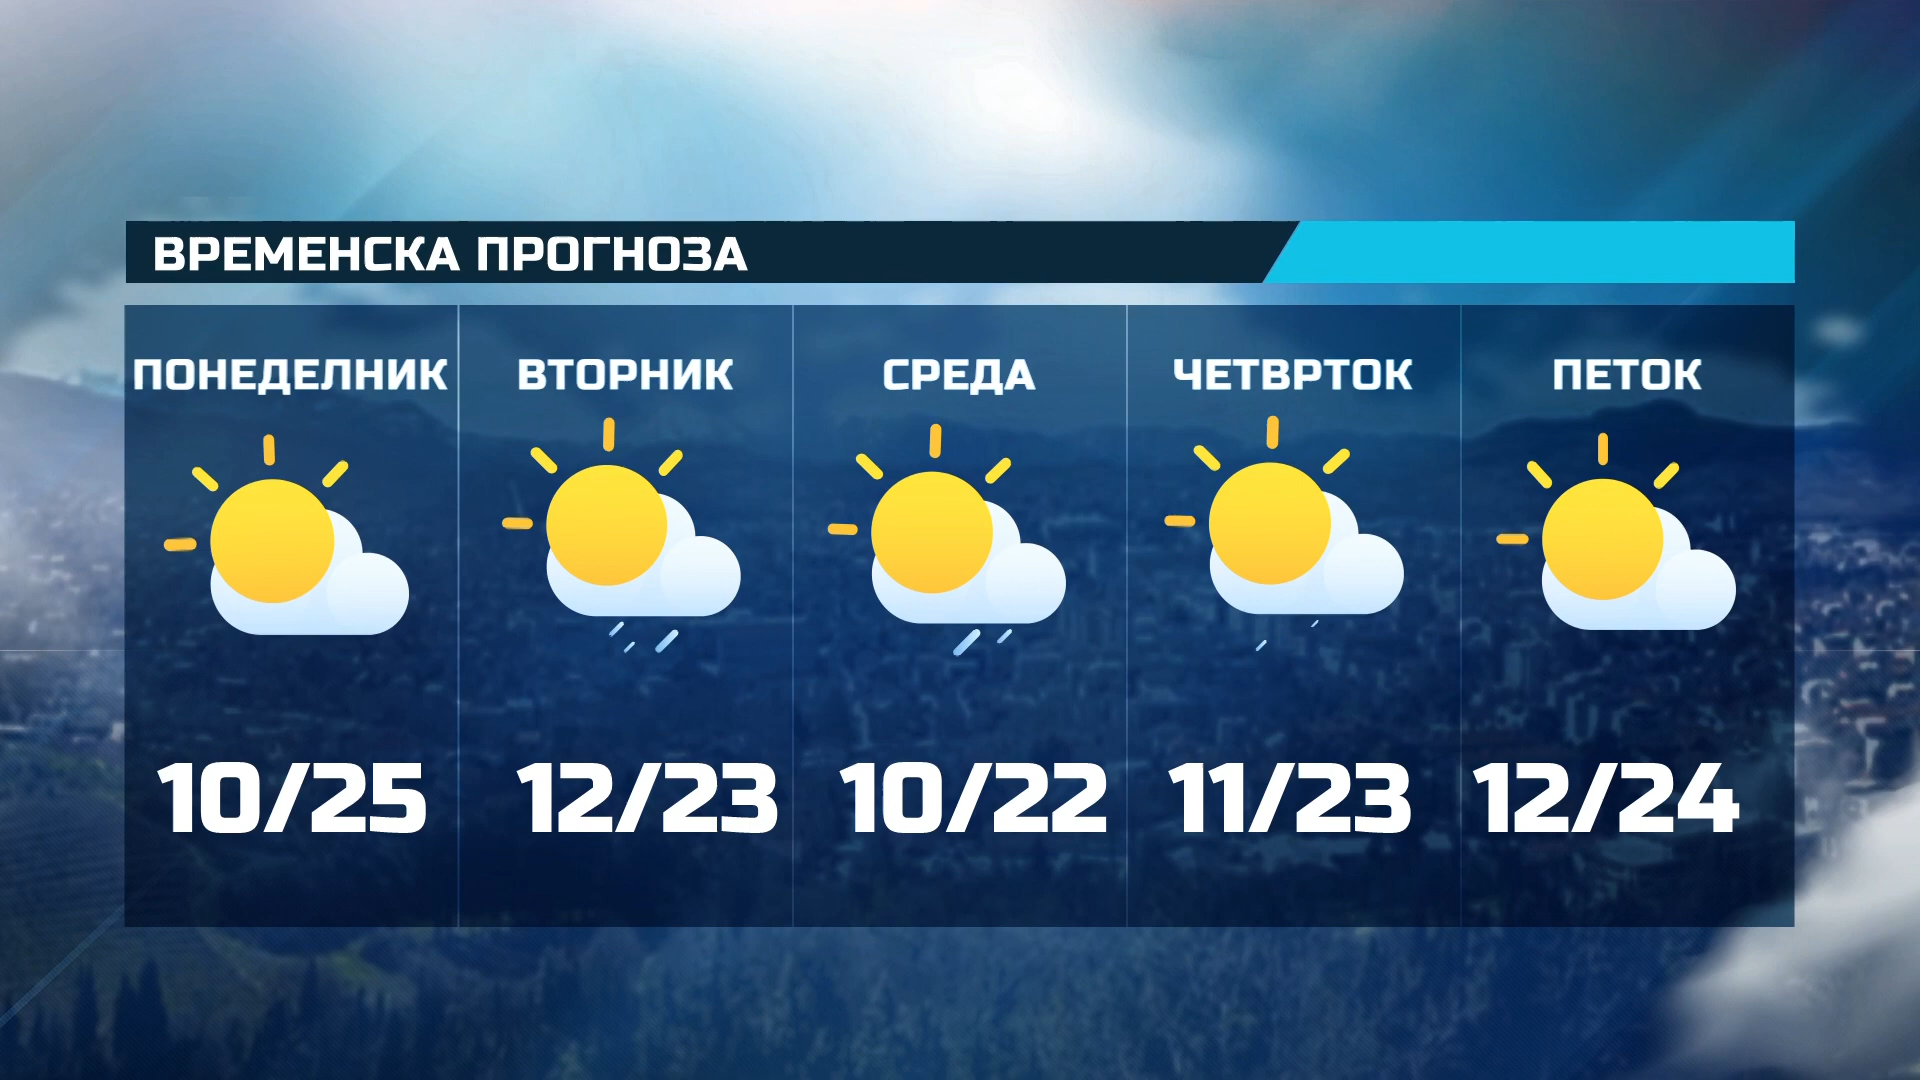 ВРЕМЕНСКА ПРОГНОЗА
ПОНЕДЕЛНИК ВТОРНИК СРЕДА ЧЕТВРТОК ПЕТОК
10/25 12/23 10/22 11/23 12/24